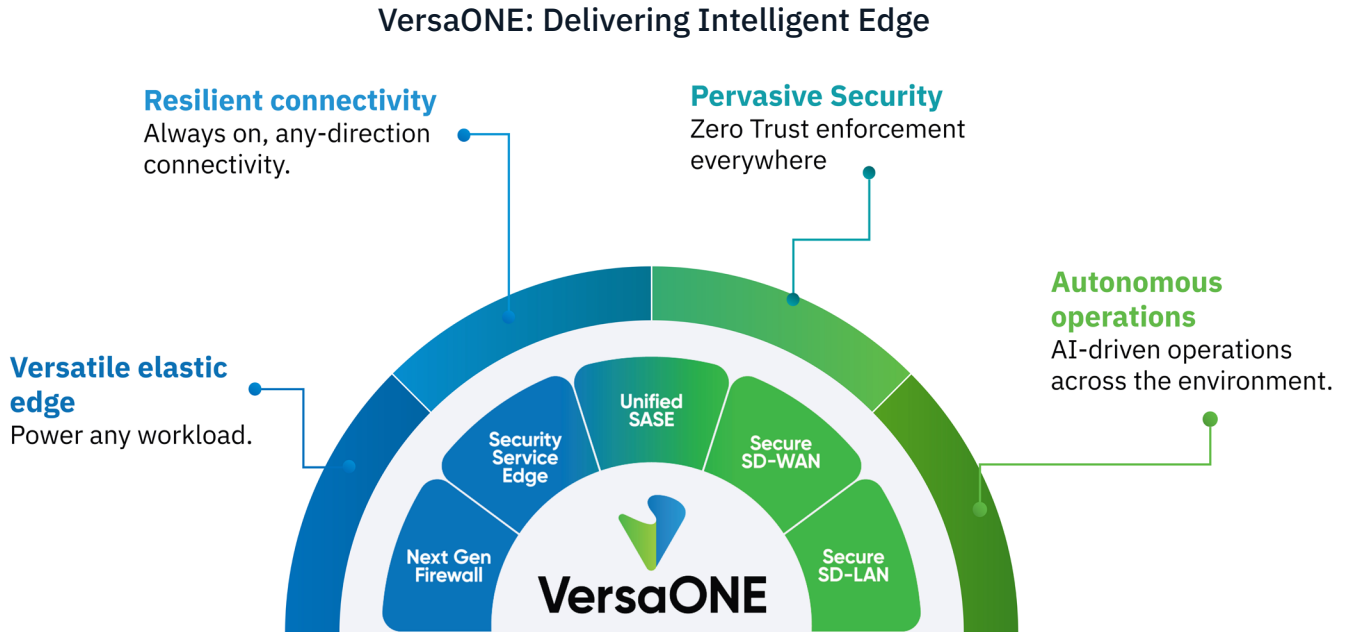 VersaONE: Delivering Intelligent Edge
Resilient connectivity
Always on, any-direction
connectivity.
Pervasive Security
Zero Trust enforcement
everywhere
Versatile elastic
edge
Power any workload.
Autonomous
operations
AI-driven operations
across the environment.
Next Gen
Firewall
Security
Service
Edge
Unified
SASE
Secure
SD-WAN
Secure
SD-LAN
VersaONE